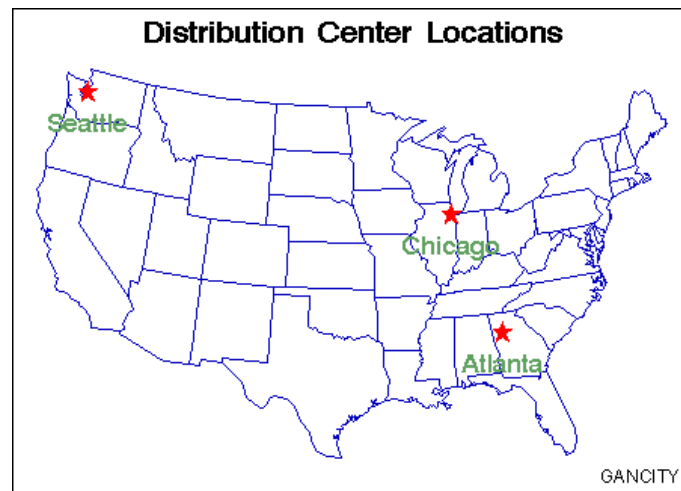 Distribution Center Locations
Seattle
Chicago
Atlanta
GANCITY